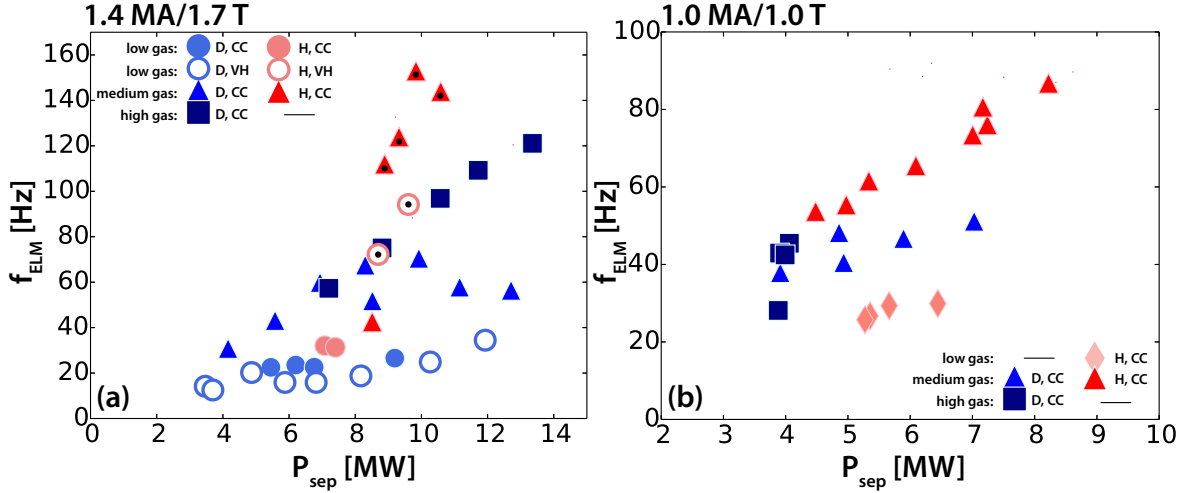 1.4 MA/1.7 T
low gas: D, CC H, CC
low gas: D, VH H, VH
medium gas: D, CC H, CC
high gas: D, CC —
160
140
120
100
80
60
40
20
0
f_ELM [Hz]
(a)
0 2 4 6 8 10 12 14
P_sep [MW]
1.0 MA/1.0 T
100
80
60
40
20
0
f_ELM [Hz]
low gas: — H, CC
medium gas: D, CC H, CC
high gas: D, CC —
(b)
2 3 4 5 6 7 8 9 10
P_sep [MW]